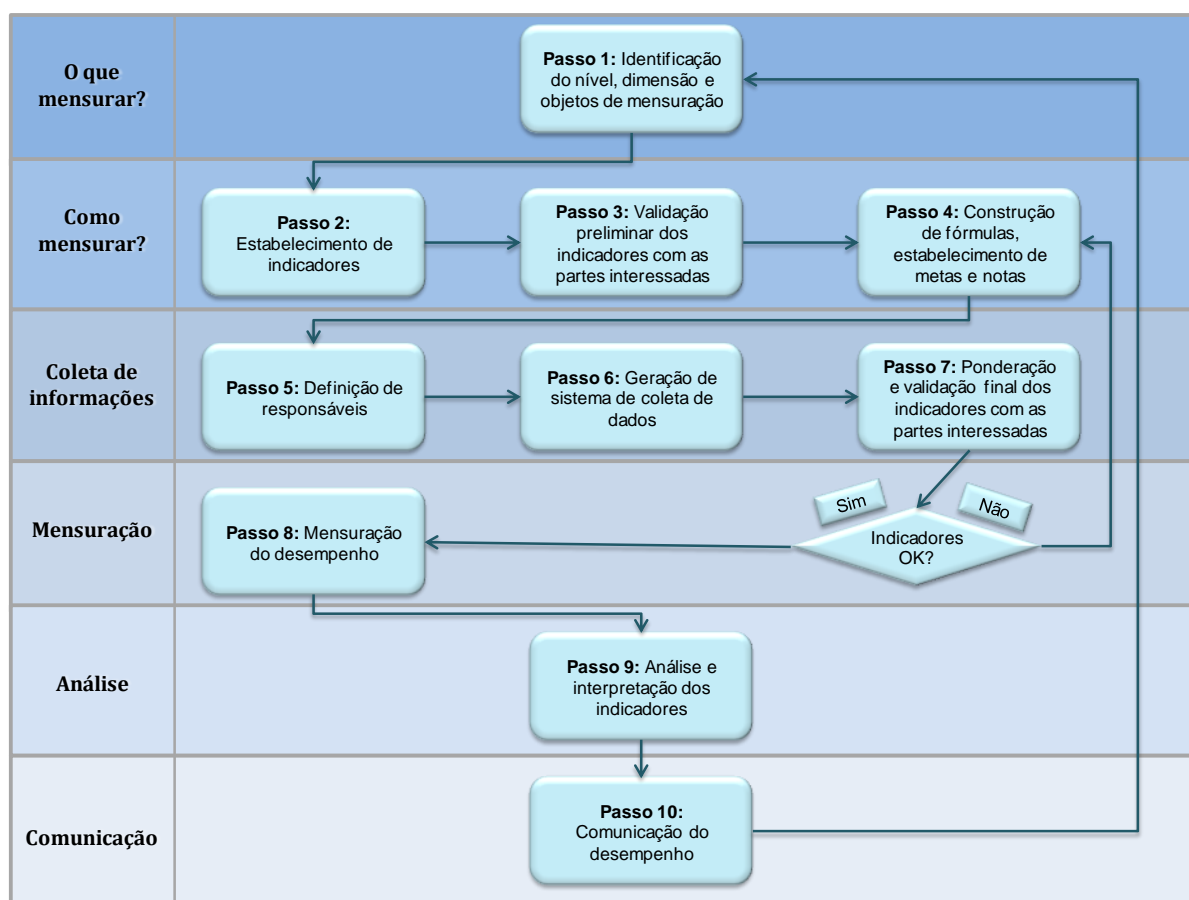 O que
mensurar?
Passo 1: Identificação
do nível, dimensão e
objetos de mensuração
Como
mensurar?
Passo 2:
Estabelecimento de
indicadores
Passo 3: Validação
preliminar dos
indicadores com as
partes interessadas
Passo 4: Construção
de fórmulas,
estabelecimento de
metas e notas
Coleta de
informações
Passo 5: Definição de
responsáveis
Passo 6: Geração de
sistema de coleta de
dados
Passo 7: Ponderação
e validação final dos
indicadores com as
partes interessadas
Mensuração
Passo 8: Mensuração
do desempenho
Sim
Não
Indicadores
OK?
Análise
Passo 9: Análise e
interpretação dos
indicadores
Comunicação
Passo 10:
Comunicação do
desempenho